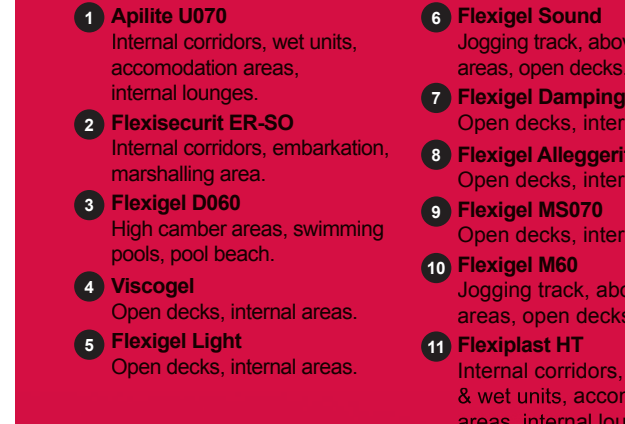 1 Apilite U070
Internal corridors, wet units,
accomodation areas,
internal lounges.
2 Flexisecurit ER-SO
Internal corridors, embarkation,
marshalling area.
3 Flexigel D060
High camber areas, swimming
pools, pool beach.
4 Viscogel
Open decks, internal areas.
5 Flexigel Light
Open decks, internal areas.
6 Flexigel Sound
Jogging track,
areas, open decks
7 Flexigel Damping
Open decks,
8 Flexigel
Open decks,
9 Flexigel MS070
Open decks,
10 Flexigel M60
Jogging track,
areas, open decks
11 Flexiplast HT
Internal corridors,
& wet units,
areas, internal